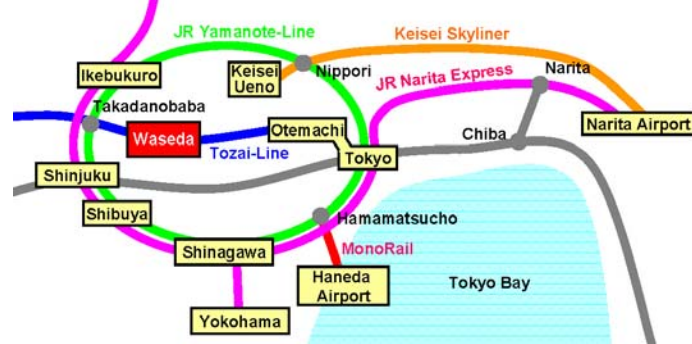 JR Yamanote-Line
Keisei Skyliner
Ikebukuro
Keisei
Ueno
Nippori
JR Narita Express
Narita
Takadanobaba
Waseda
Otemachi
Tozai-Line
Tokyo
Chiba
Narita Airport
Shinjuku
Shibuya
Hamamatsucho
Shinagawa
MonoRail
Haneda
Airport
Tokyo Bay
Yokohama